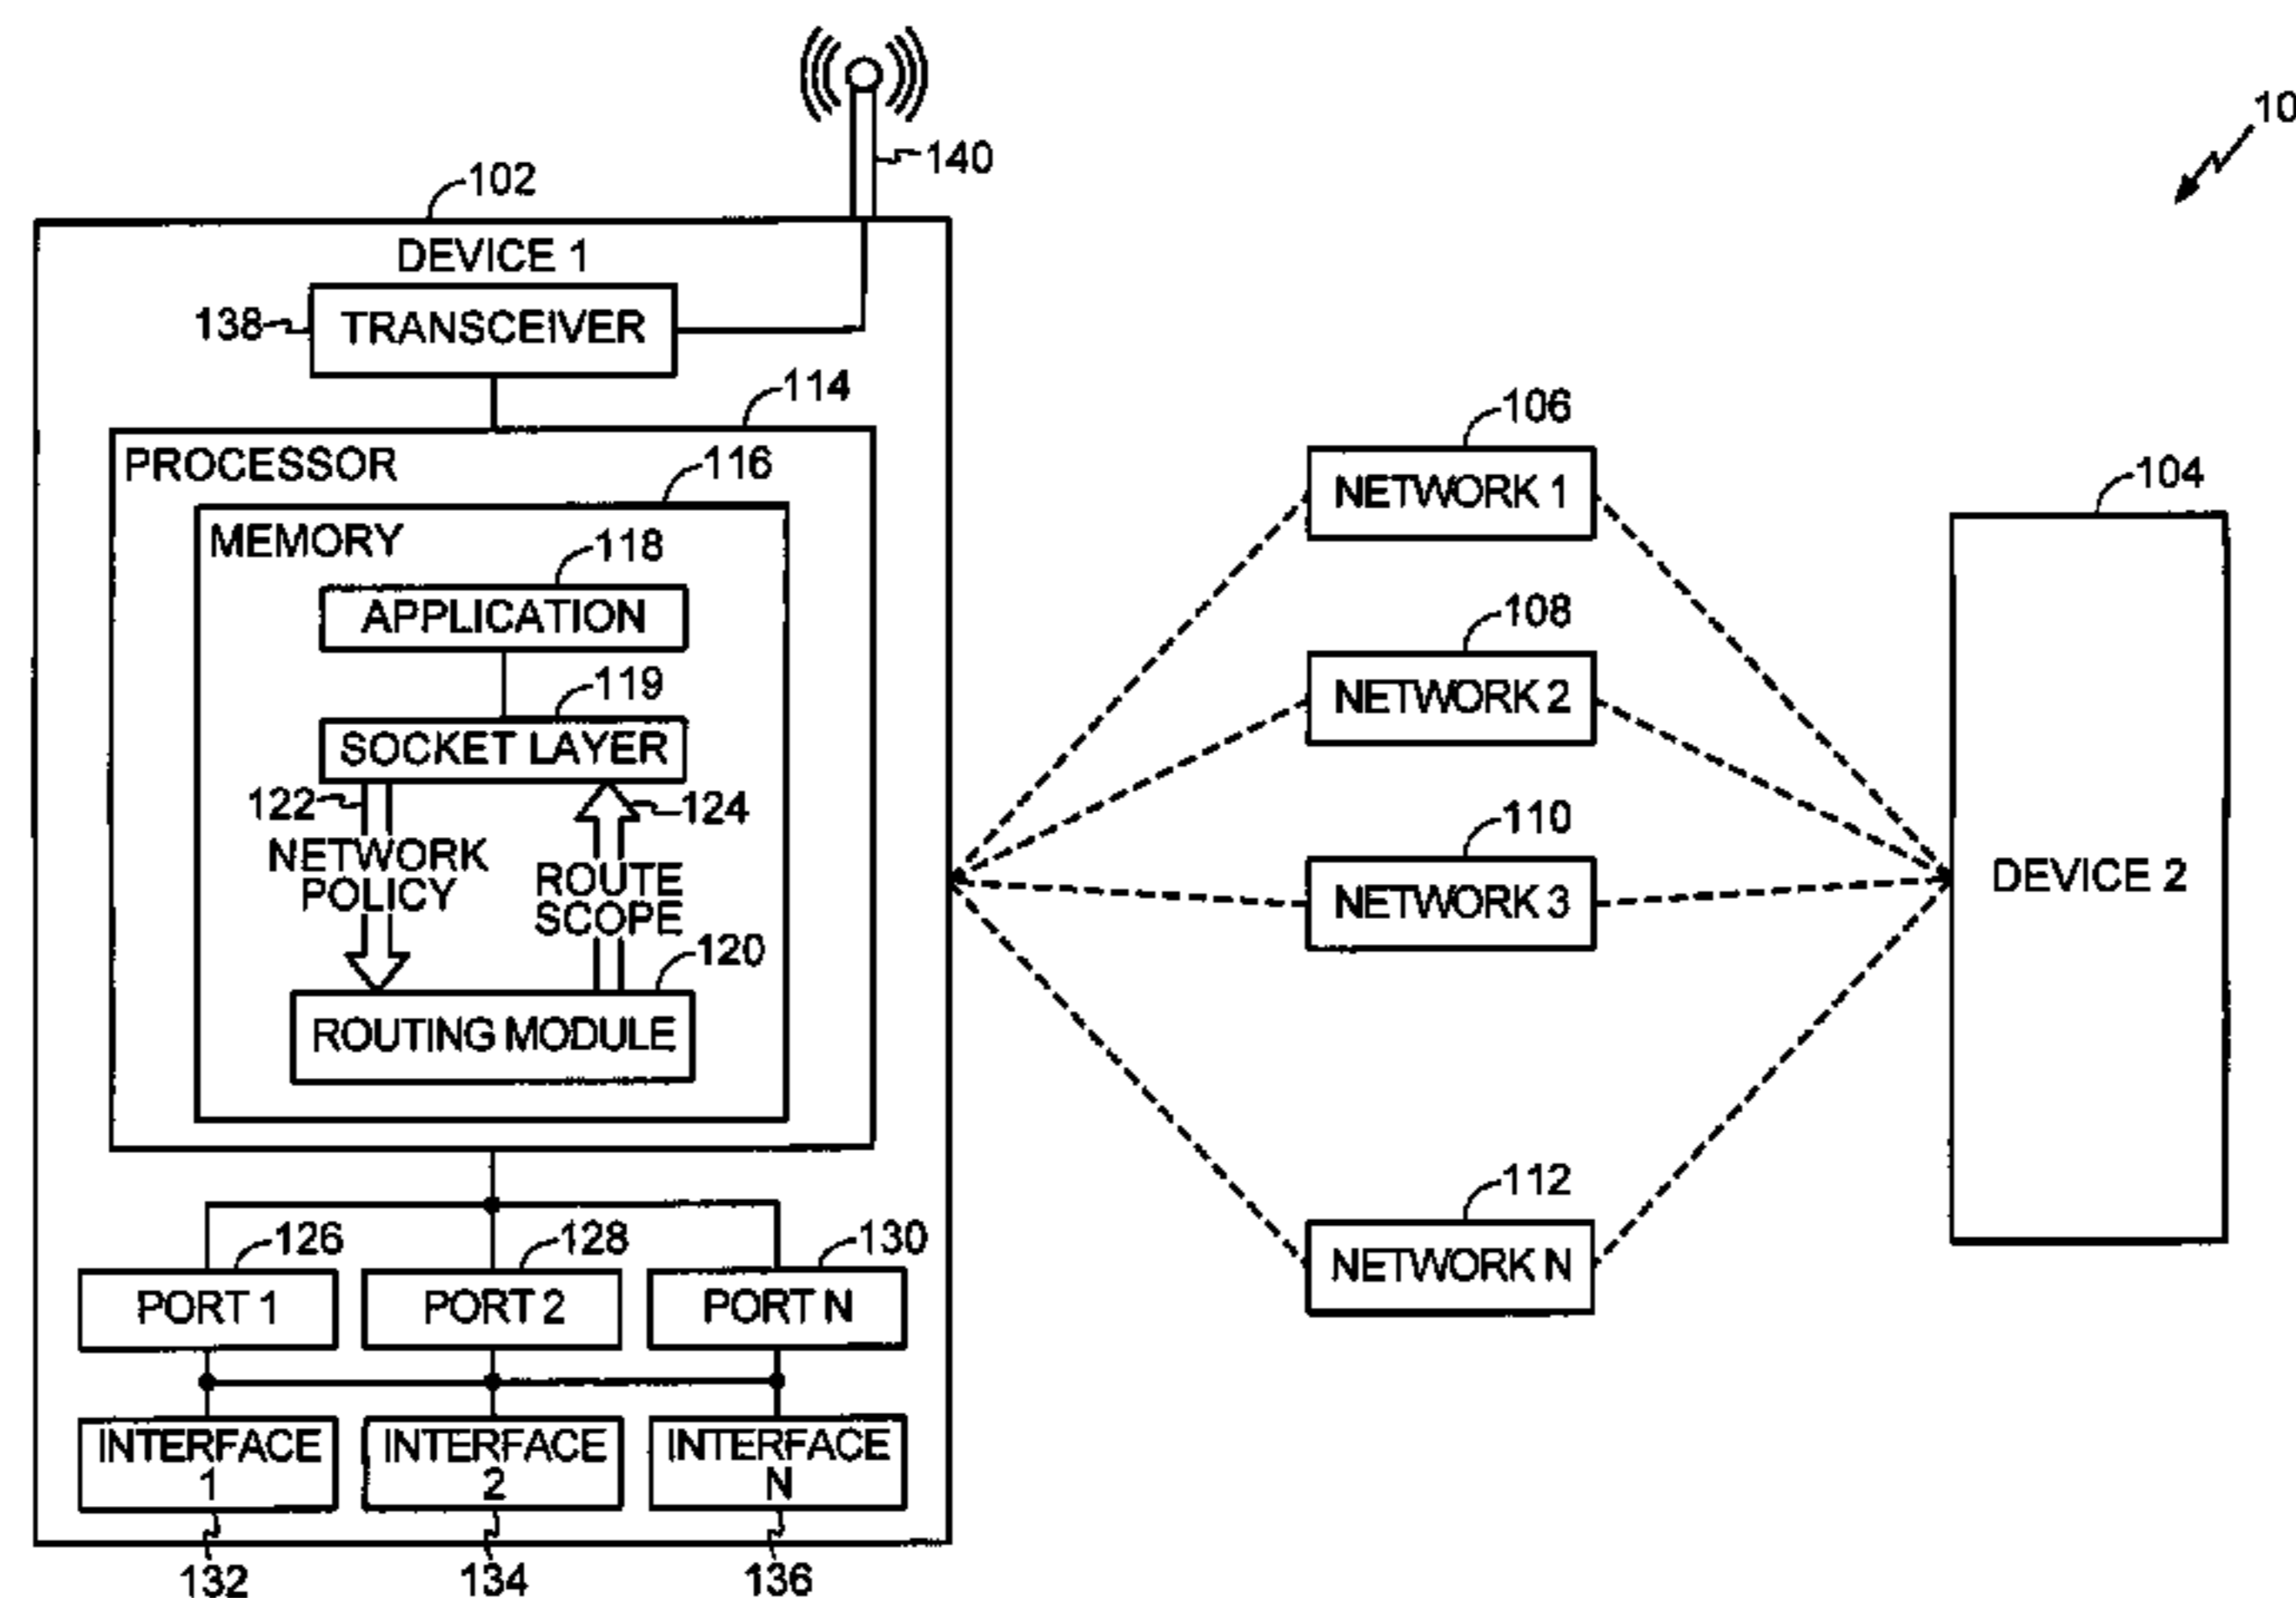 10
140
102
DEVICE 1
138
TRANSCEIVER
114
PROCESSOR
116
MEMORY
118
APPLICATION
119
SOCKET LAYER
122
124
NETWORK
POLICY
ROUTE
SCOPE
120
ROUTING MODULE
126
128
130
PORT 1
PORT 2
PORT N
INTERFACE
1
INTERFACE
2
INTERFACE
N
132
134
136
106
NETWORK 1
108
NETWORK 2
110
NETWORK 3
112
NETWORK N
104
DEVICE 2